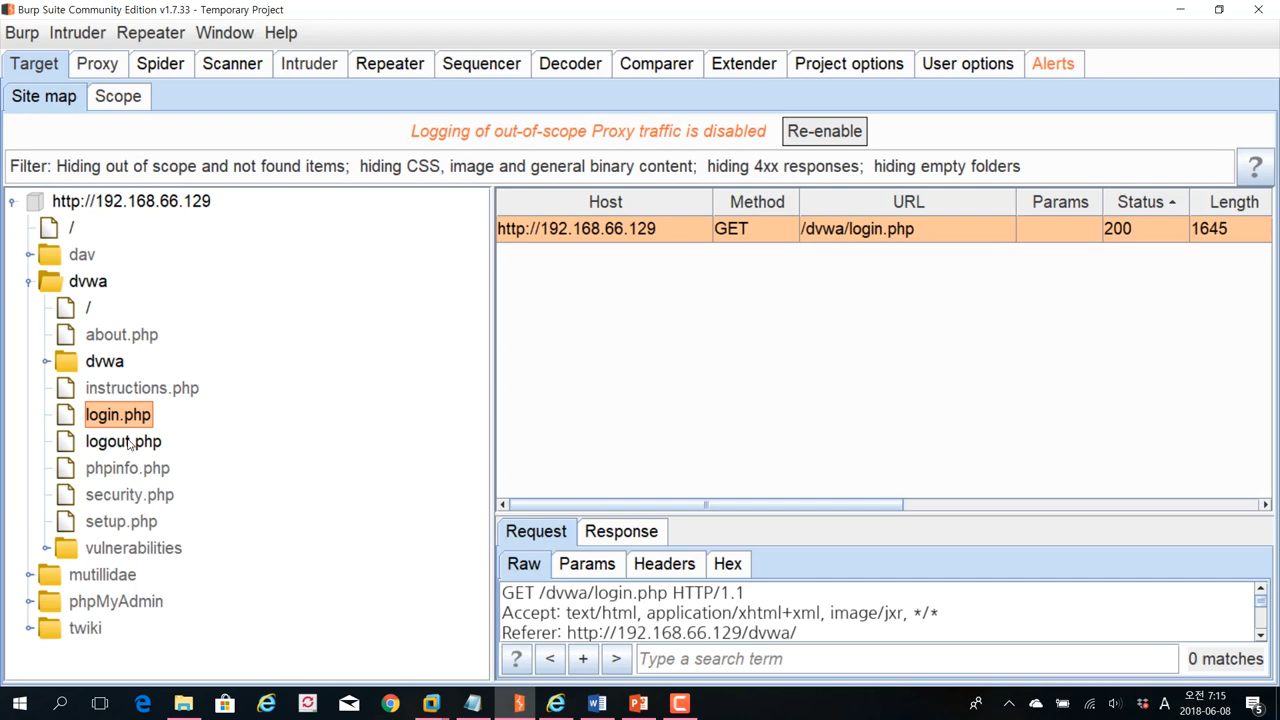 Burp Suite Community Edition v1.7.33 - Temporary Project
Burp Intruder Repeater Window Help
Target Proxy Spider Scanner Intruder Repeater Sequencer Decoder Comparer Extender Project options User options Alerts
Site map Scope
Logging of out-of-scope Proxy traffic is disabled Re-enable
Filter: Hiding out of scope and not found items; hiding CSS, image and general binary content; hiding 4xx responses; hiding empty folders ?
http://192.168.66.129
/
dav
dvwa
/
about.php
dvwa
instructions.php
login.php
logout.php
phpinfo.php
security.php
setup.php
vulnerabilities
mutillidae
phpMyAdmin
twiki
Host Method URL Params Status Length
http://192.168.66.129 GET /dvwa/login.php 200 1645
Request Response
Raw Params Headers Hex
GET /dvwa/login.php HTTP/1.1
Accept: text/html, application/xhtml+xml, image/jxr, */*
Referer: http://192.168.66.129/dvwa/
? < + > Type a search term 0 matches
A 오전 7:15
2018-06-08 5